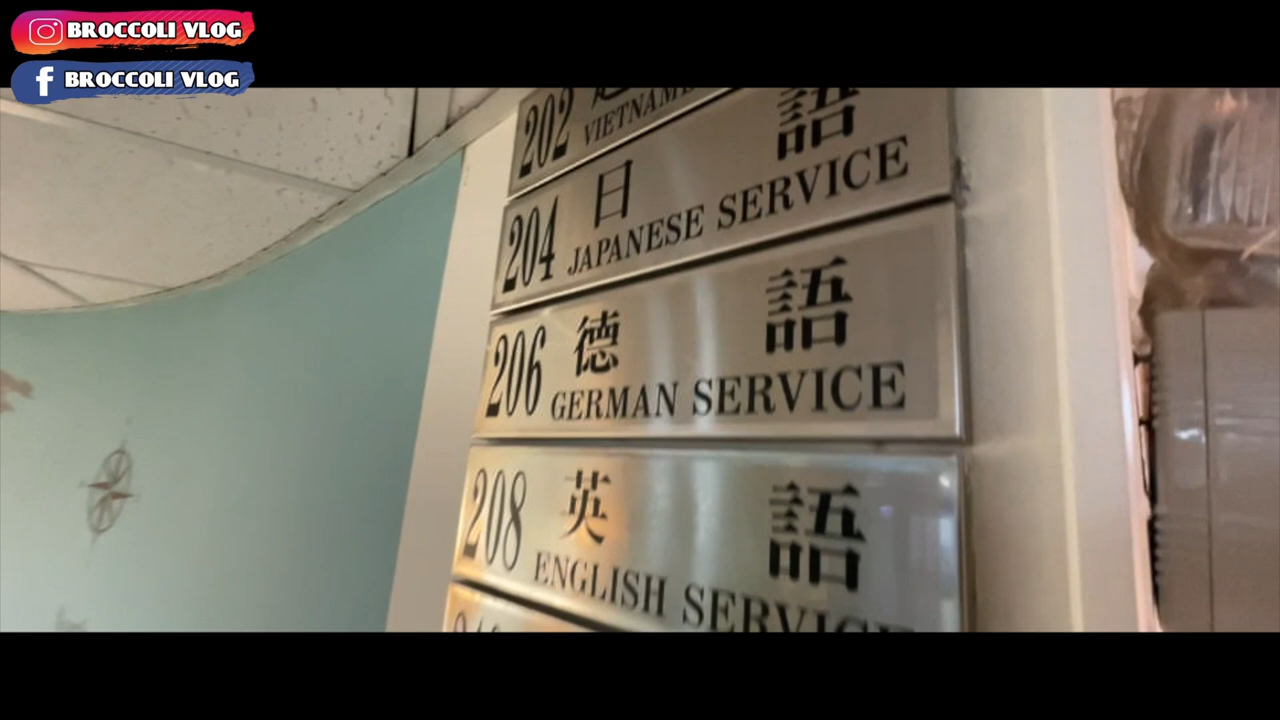 BROCCOLI VLOG
BROCCOLI VLOG
202
語
204 日
JAPANESE SERVICE
206 德 語
GERMAN SERVICE
208 英 語
ENGLISH SERVICE